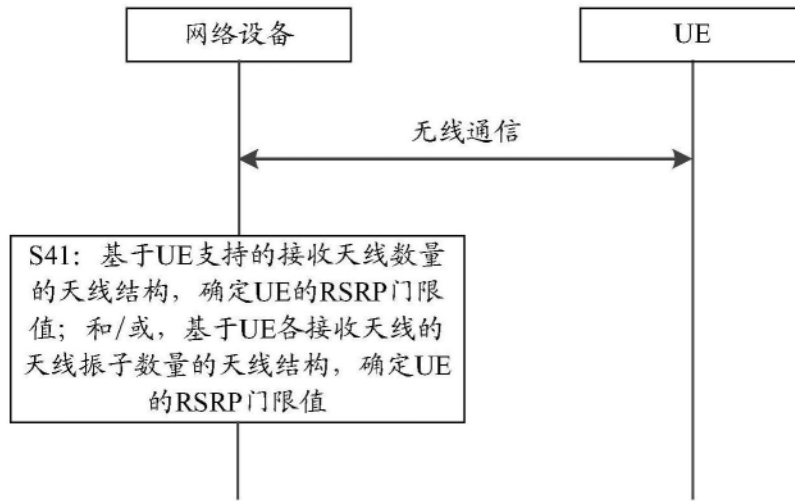 网络设备
UE
无线通信
S41：基于UE支持的接收天线数量
的天线结构，确定UE的RSRP门限
值；和/或，基于UE各接收天线的
天线振子数量的天线结构，确定UE
的RSRP门限值